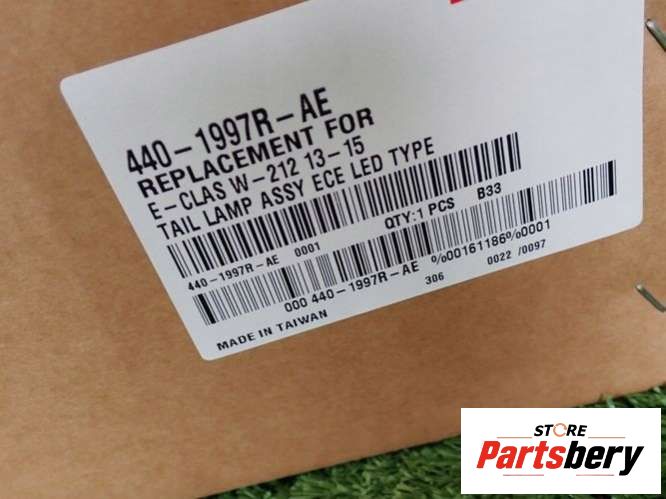 440-1997R-AE
REPLACEMENT FOR
E-CLAS W-212 13-15
TAIL LAMP ASSY ECE LED TYPE
440-1997R-AE 0001 QTY:1 PCS B33
000 440-1997R-AE %00161186%0001
MADE IN TAIWAN 306 0022 /0097
STORE
Partsbery